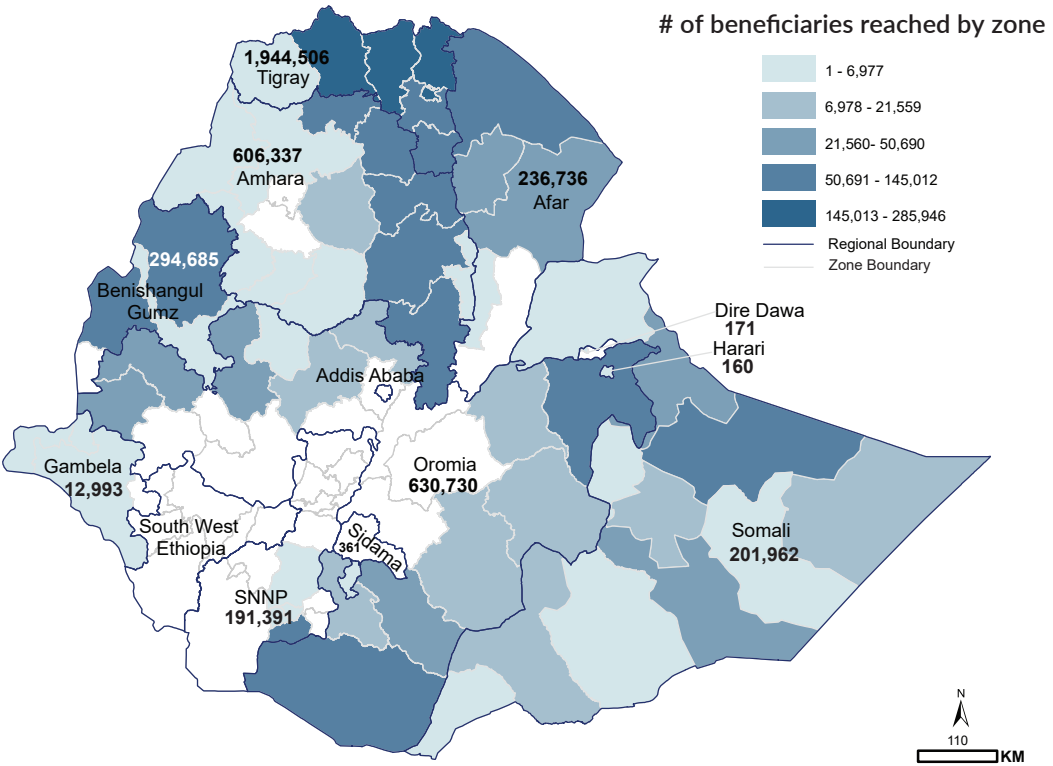 # of beneficiaries reached by zone
1 - 6,977
6,978 - 21,559
21,560- 50,690
50,691 - 145,012
145,013 - 285,946
Regional Boundary
Zone Boundary
1,944,506
Tigray
606,337
Amhara
236,736
Afar
294,685
Benishangul
Gumz
Dire Dawa
171
Harari
160
Addis Ababa
Gambela
12,993
Oromia
630,730
South West
Ethiopia
Sidama
361
Somali
201,962
SNNP
191,391
N
110
KM